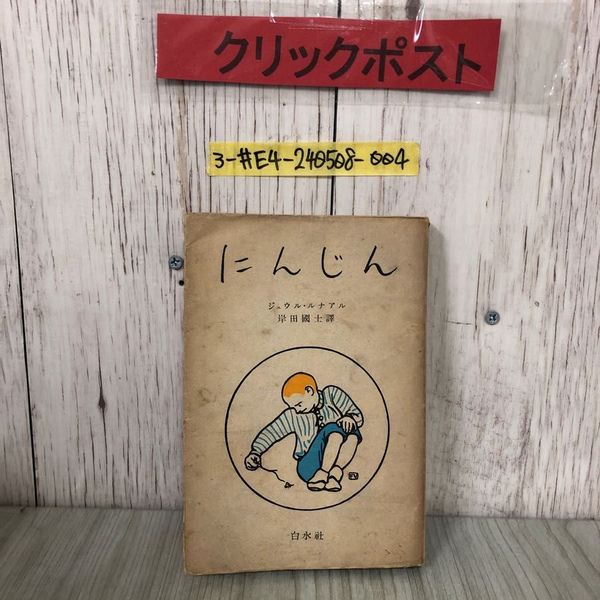 クリックポスト
3-#E4-240508-004
にんじん
ジュウル・ルナアル
岸田國士譯
FV
白水社